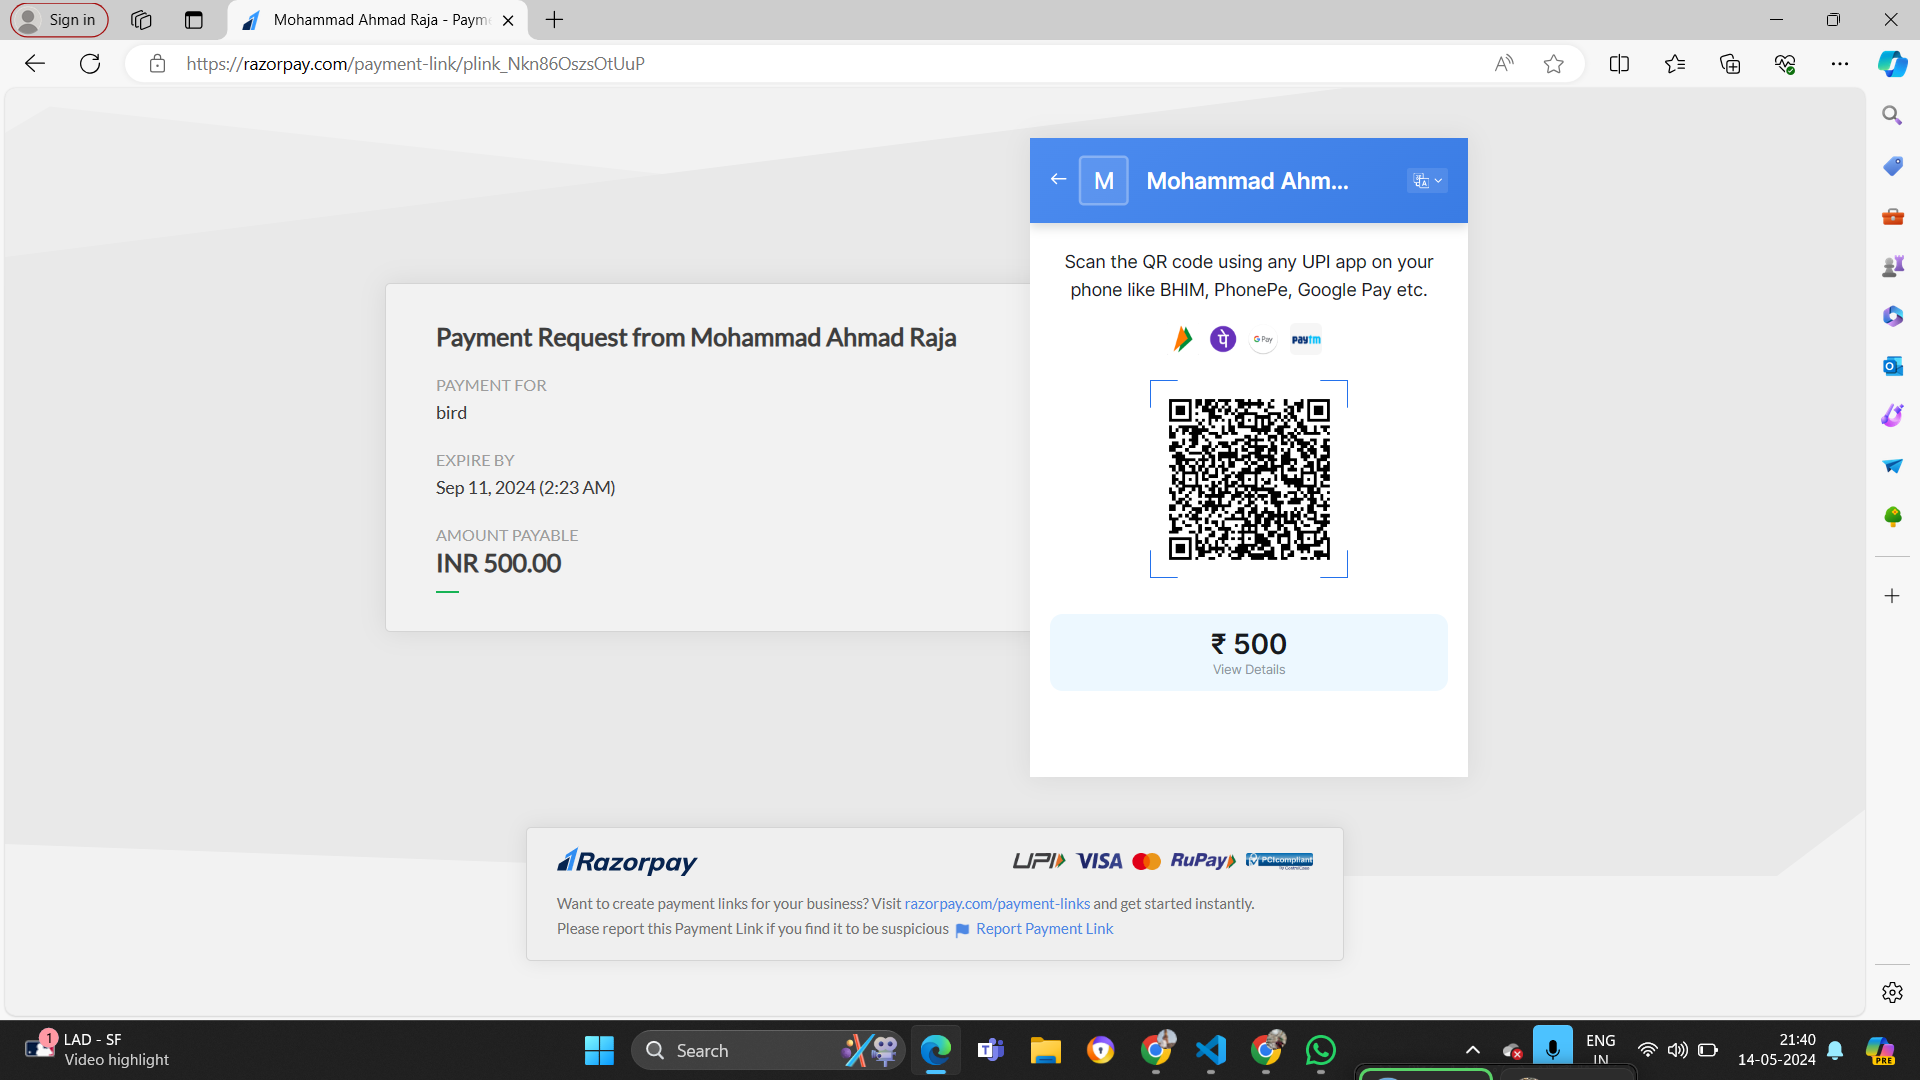 Sign in
Mohammad Ahmad Raja - Payme
https://razorpay.com/payment-link/plink_Nkn86OszsOtUuP
M
Mohammad Ahm...
Scan the QR code using any UPI app on your
phone like BHIM, PhonePe, Google Pay etc.
पे
G Pay
paytm
Payment Request from Mohammad Ahmad Raja
PAYMENT FOR
bird
EXPIRE BY
Sep 11, 2024 (2:23 AM)
AMOUNT PAYABLE
INR 500.00
₹ 500
View Details
Razorpay
UPI VISA RuPay PCI compliant
Want to create payment links for your business? Visit razorpay.com/payment-links and get started instantly.
Please report this Payment Link if you find it to be suspicious Report Payment Link
1
LAD - SF
Video highlight
Search
ENG
IN
21:40
14-05-2024
PRE